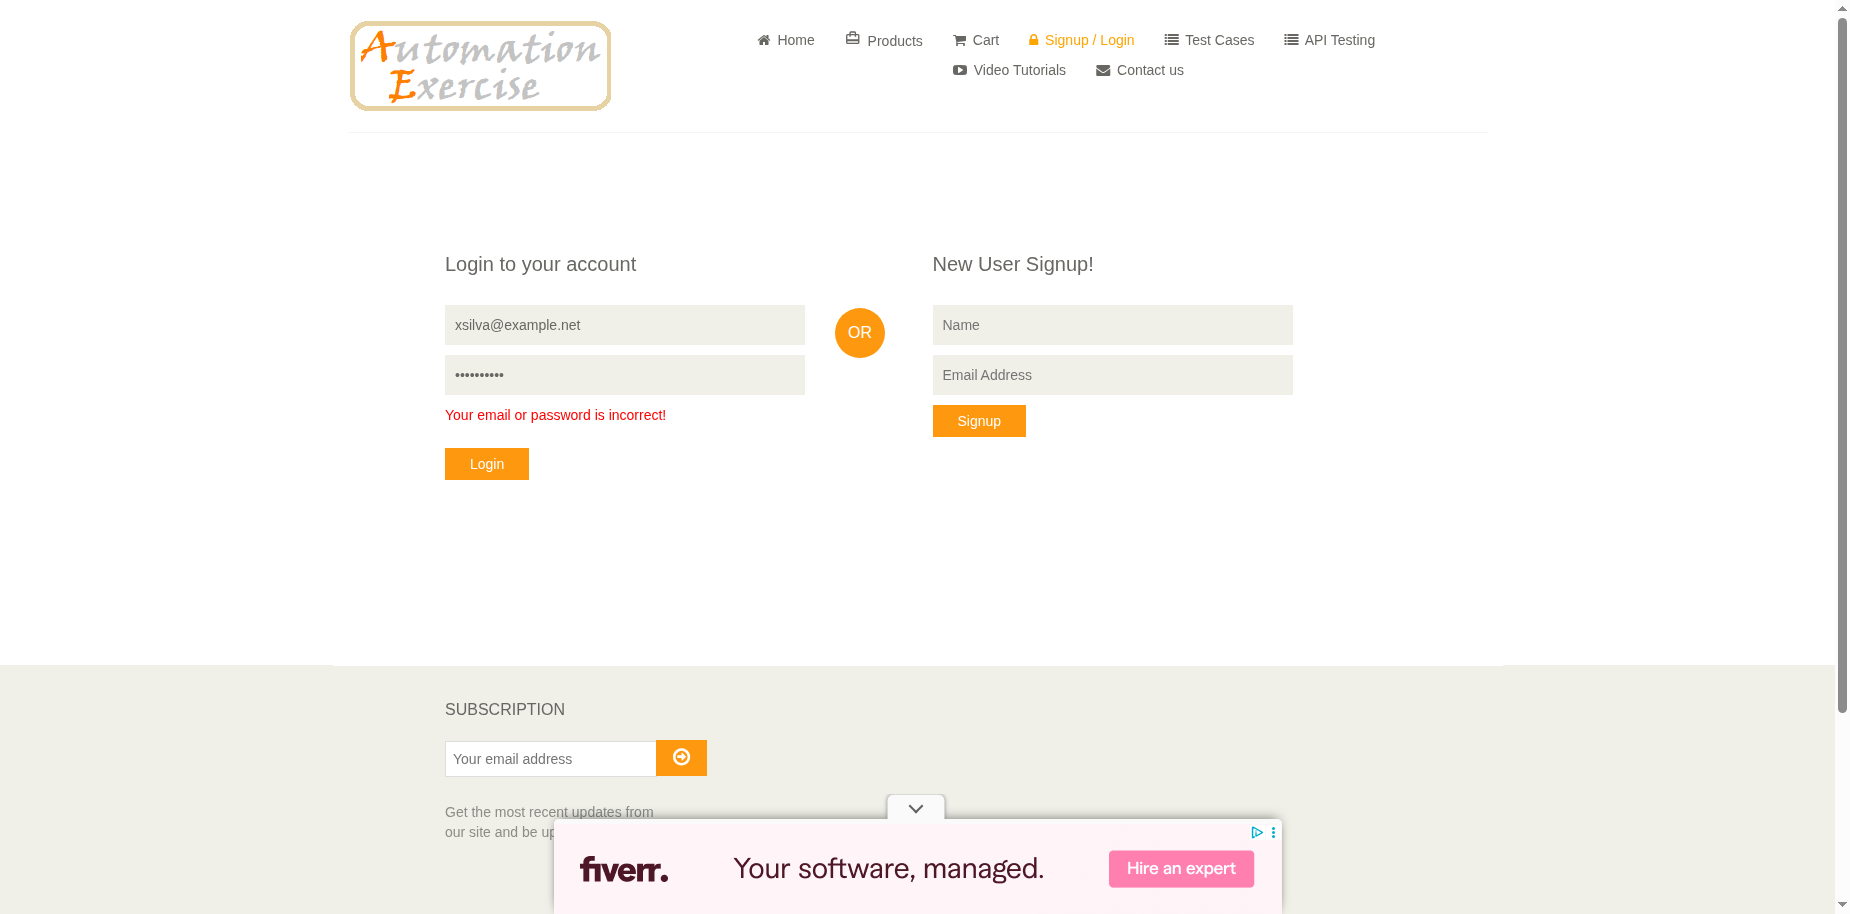 Automation
Exercise
Home
Products
Cart
Signup / Login
Test Cases
API Testing
Video Tutorials
Contact us
Login to your account
xsilva@example.net
••••••••••
Your email or password is incorrect!
Login
OR
New User Signup!
Name
Email Address
Signup
SUBSCRIPTION
Your email address
Get the most recent updates from
our site and be up
fiverr.
Your software, managed.
Hire an expert